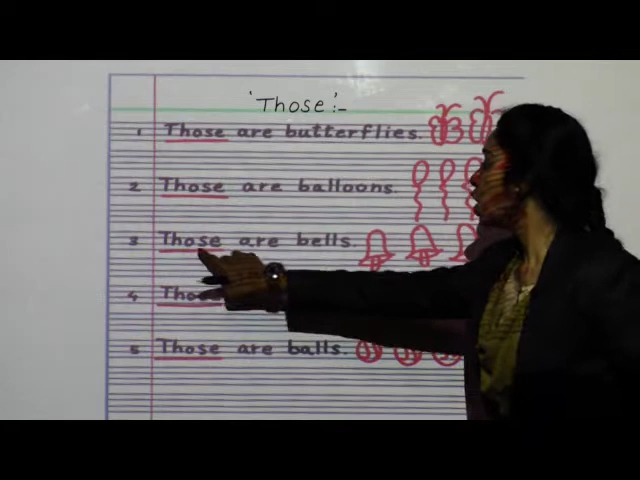 'Those':-
1 Those are butterflies.
2 Those are balloons.
3 Those are bells.
4
5 Those are balls.